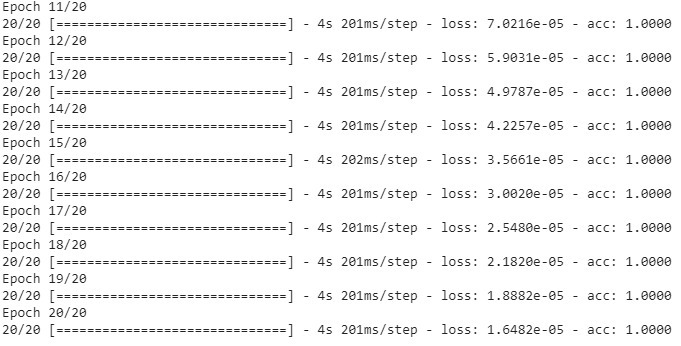 Epoch 11/20
20/20 [==============================] - 4s 201ms/step - loss: 7.0216e-05 - acc: 1.0000
Epoch 12/20
20/20 [==============================] - 4s 201ms/step - loss: 5.9031e-05 - acc: 1.0000
Epoch 13/20
20/20 [==============================] - 4s 201ms/step - loss: 4.9787e-05 - acc: 1.0000
Epoch 14/20
20/20 [==============================] - 4s 201ms/step - loss: 4.2257e-05 - acc: 1.0000
Epoch 15/20
20/20 [==============================] - 4s 202ms/step - loss: 3.5661e-05 - acc: 1.0000
Epoch 16/20
20/20 [==============================] - 4s 201ms/step - loss: 3.0020e-05 - acc: 1.0000
Epoch 17/20
20/20 [==============================] - 4s 201ms/step - loss: 2.5480e-05 - acc: 1.0000
Epoch 18/20
20/20 [==============================] - 4s 201ms/step - loss: 2.1820e-05 - acc: 1.0000
Epoch 19/20
20/20 [==============================] - 4s 201ms/step - loss: 1.8882e-05 - acc: 1.0000
Epoch 20/20
20/20 [==============================] - 4s 201ms/step - loss: 1.6482e-05 - acc: 1.0000